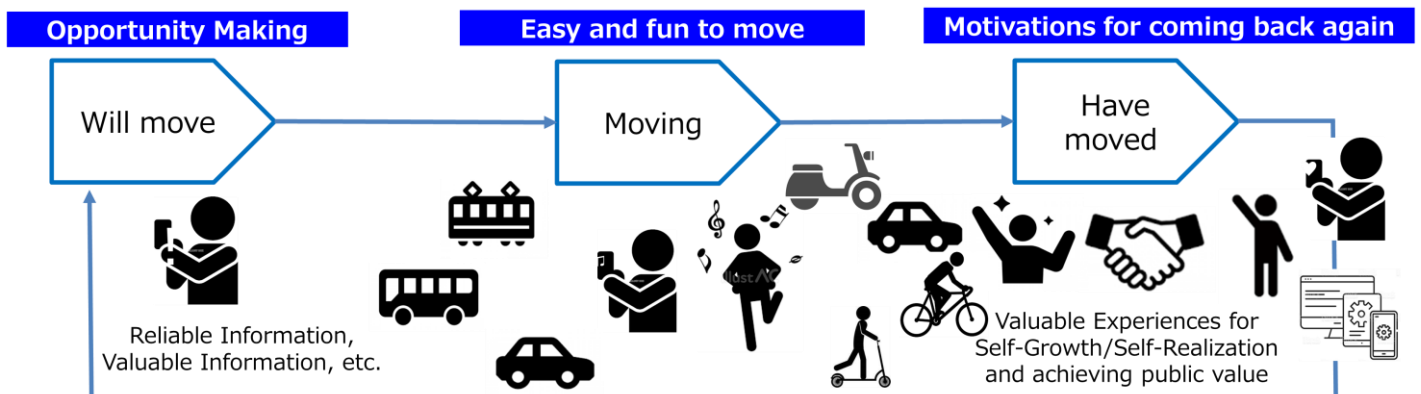 Opportunity Making
Easy and fun to move
Motivations for coming back again
Will move
Moving
Have
moved
Reliable Information,
Valuable Information, etc.
Valuable Experiences for
Self-Growth/Self-Realization
and achieving public value